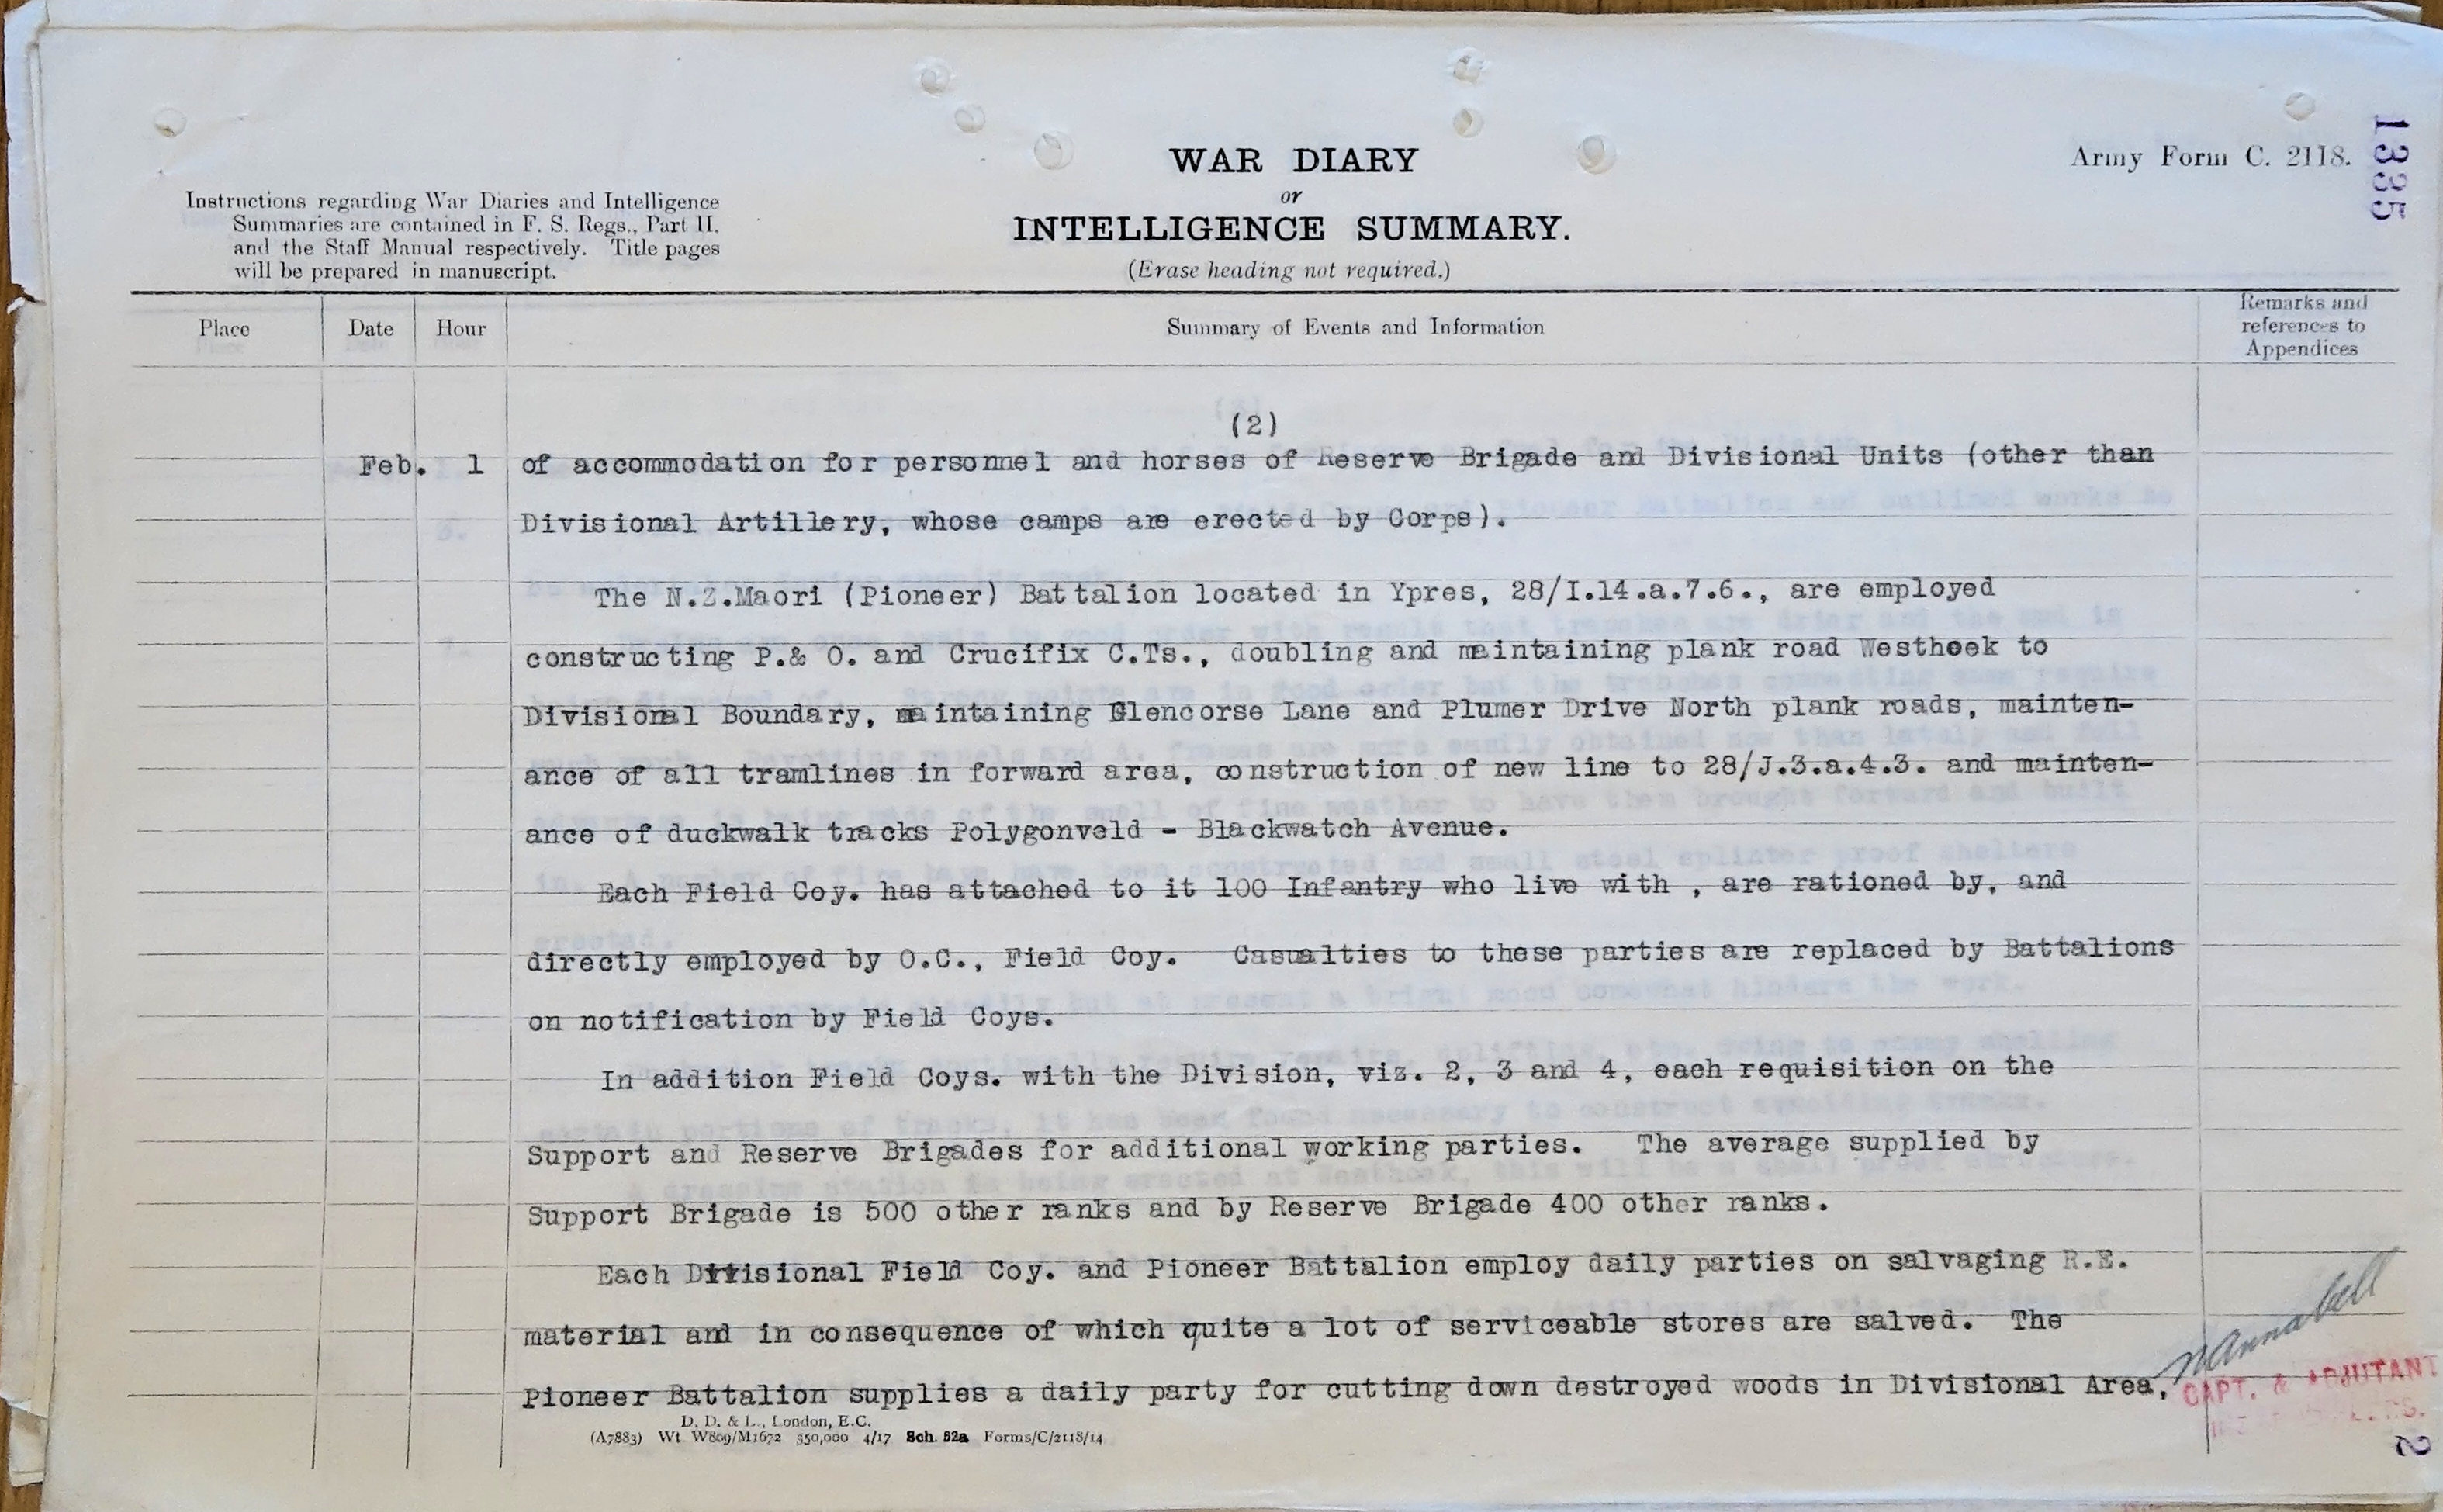 WAR DIARY
Army Form C. 2118.
1335
or
Instructions regarding War Diaries and Intelligence
Summaries are contained in F. S. Regs., Part II.
and the Staff Manual respectively. Title pages
will be prepared in manuscript.
INTELLIGENCE SUMMARY.
(Erase heading not required.)
Place
Date
Hour
Summary of Events and Information
Remarks and
references to
Appendices
(2)
Feb. 1 of accommodation for personnel and horses of Reserve Brigade and Divisional Units (other than
Divisional Artillery, whose camps are erected by Corps).
The N.Z.Maori (Pioneer) Battalion located in Ypres, 28/I.14.a.7.6., are employed
constructing P.& O. and Crucifix C.Ts., doubling and maintaining plank road Westhoek to
Divisional Boundary, maintaining Glencorse Lane and Plumer Drive North plank roads, mainten-
ance of all tramlines in forward area, construction of new line to 28/J.3.a.4.3. and mainten-
ance of duckwalk tracks Polygonveld - Blackwatch Avenue.
Each Field Coy. has attached to it 100 Infantry who live with , are rationed by, and
directly employed by O.C., Field Coy. Casualties to these parties are replaced by Battalions
on notification by Field Coys.
In addition Field Coys. with the Division, viz. 2, 3 and 4, each requisition on the
Support and Reserve Brigades for additional working parties. The average supplied by
Support Brigade is 500 other ranks and by Reserve Brigade 400 other ranks.
Each Divisional Field Coy. and Pioneer Battalion employ daily parties on salvaging R.E.
material and in consequence of which quite a lot of serviceable stores are salved. The
Pioneer Battalion supplies a daily party for cutting down destroyed woods in Divisional Area,
Annabell
CAPT. & ADJUTANT
D. D. & L., London, E.C.
(A7883) Wt. W809/M1672 350,000 4/17 Sch. 52a Forms/C/2118/14
2